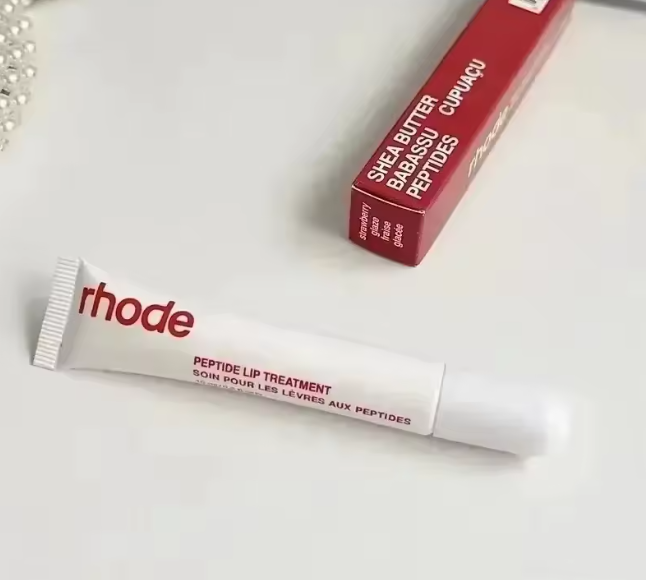 SHEA BUTTER
BABASSU CUPUAÇU
PEPTIDES
rhode
strawberry
glaze
fraise
glacée
rhode
PEPTIDE LIP TREATMENT
SOIN POUR LES LÈVRES AUX PEPTIDES